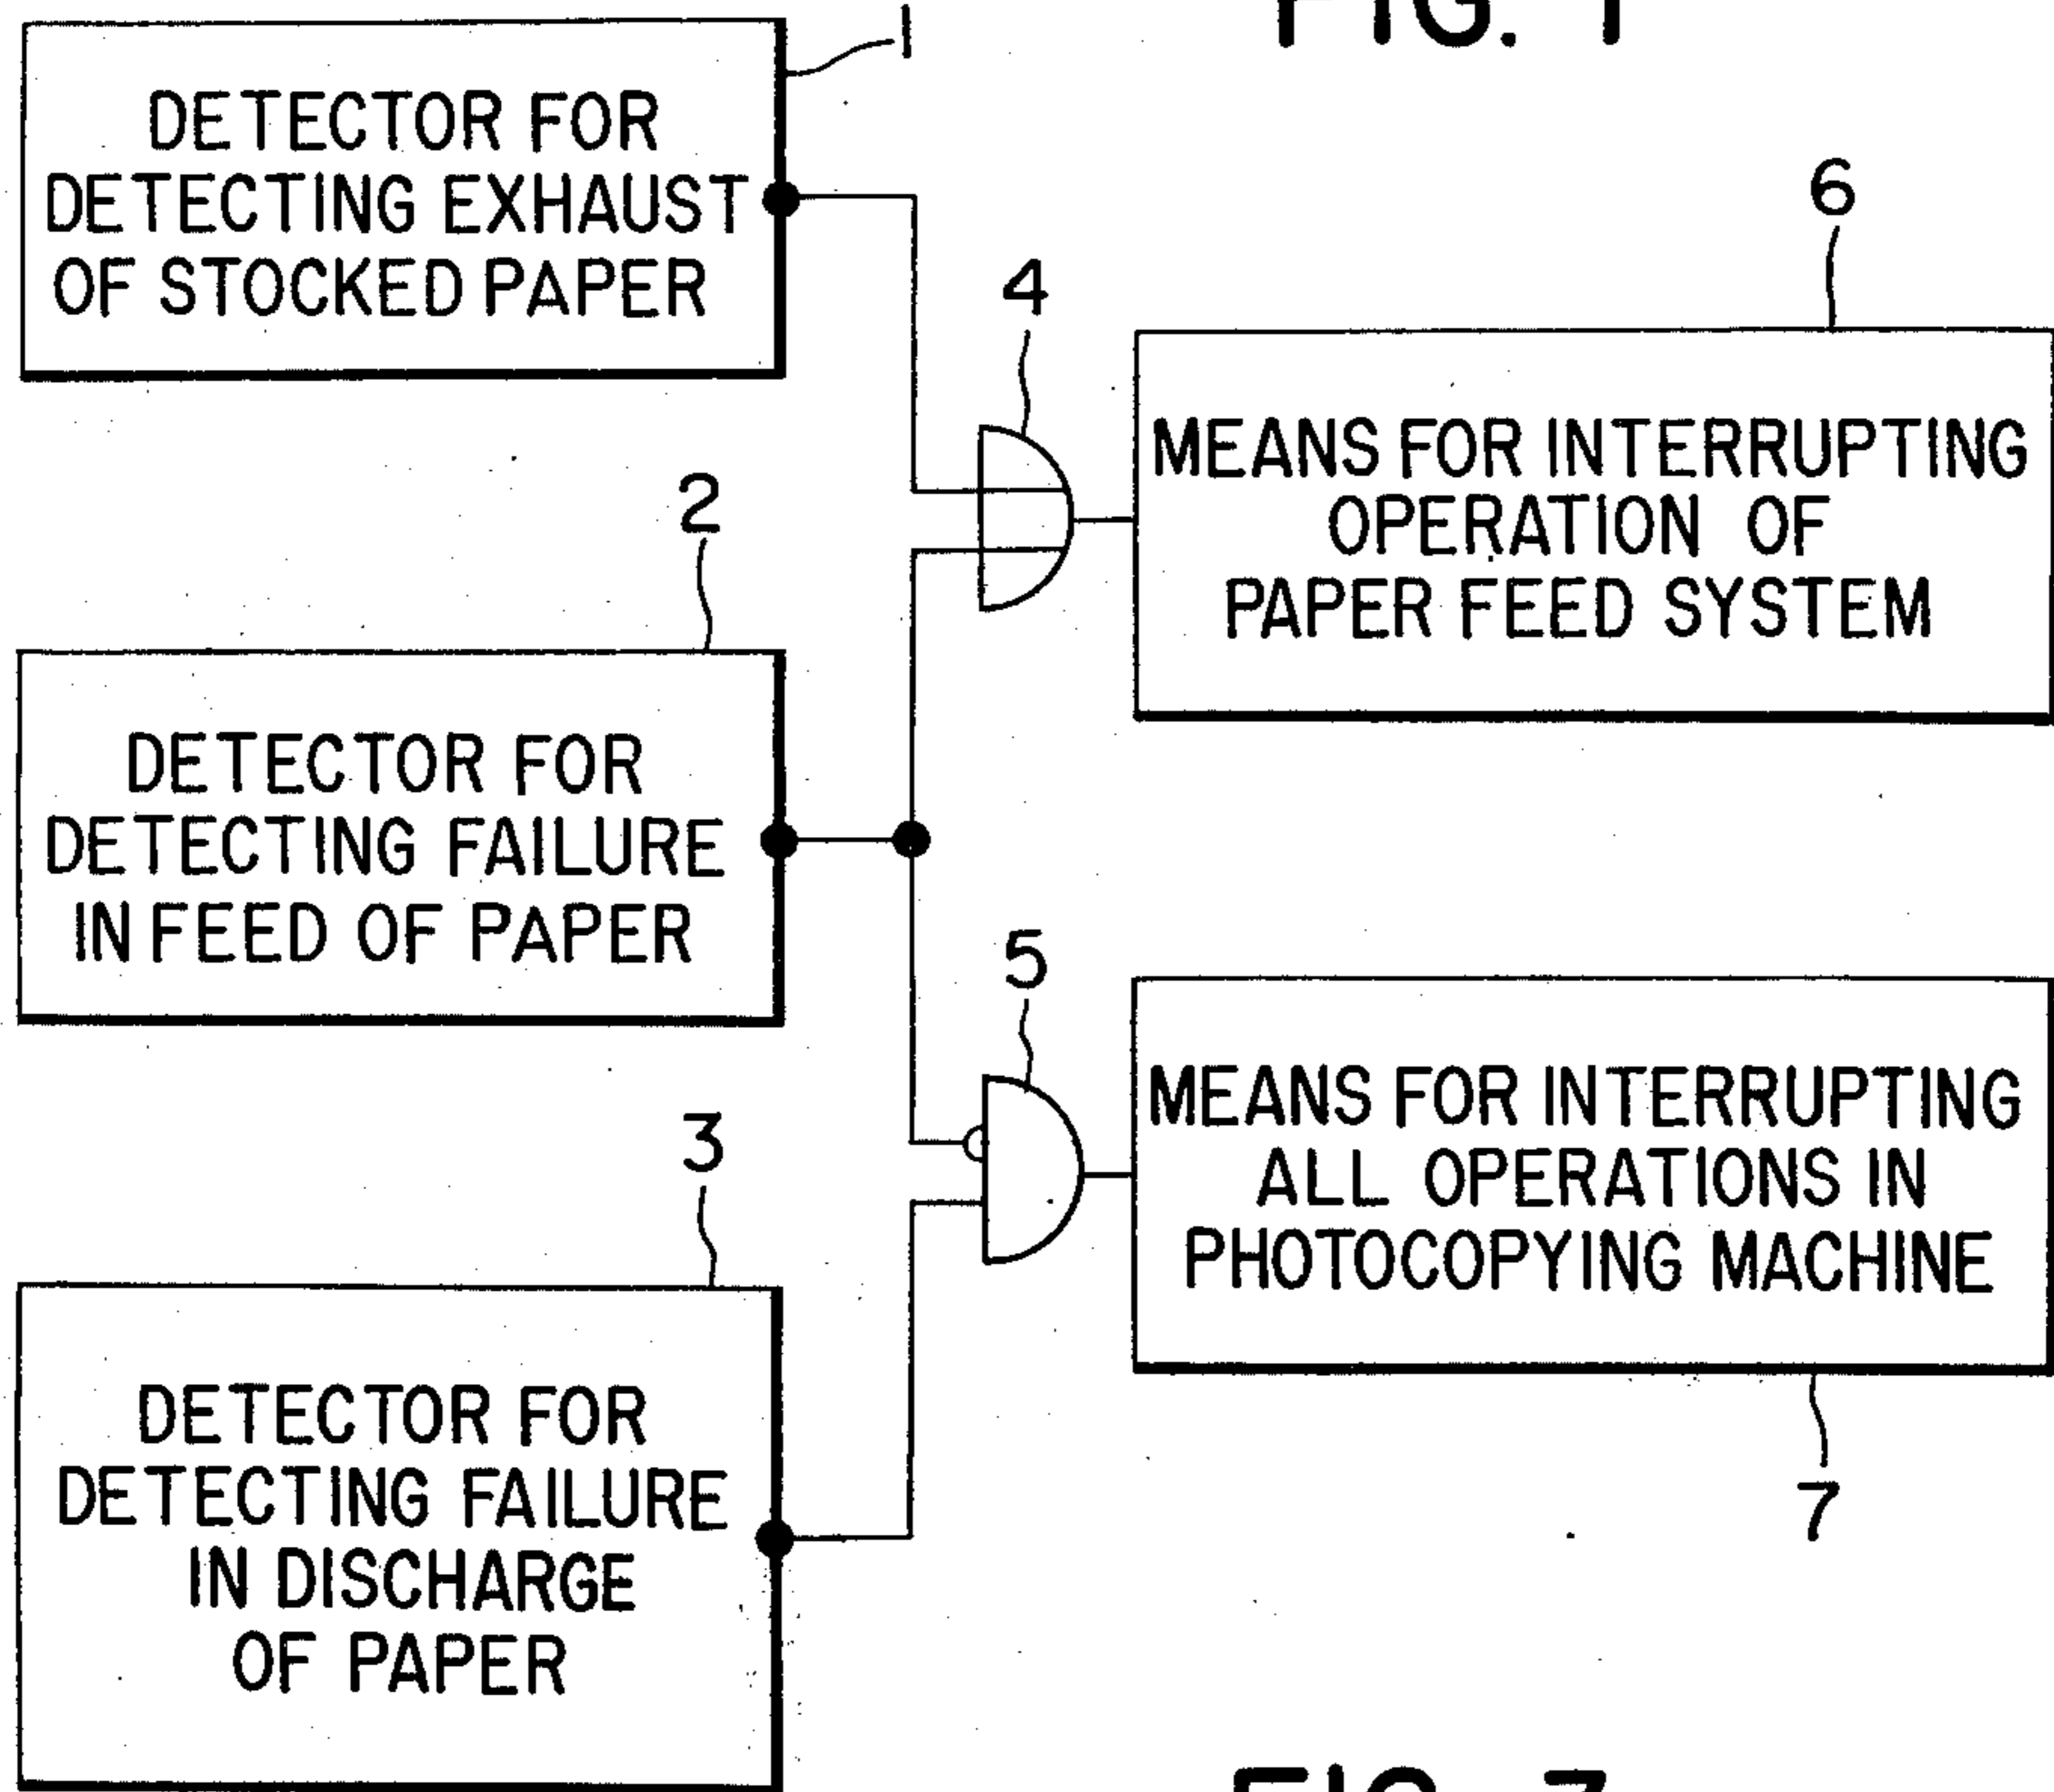 FIG. 1
1
DETECTOR FOR
DETECTING EXHAUST
OF STOCKED PAPER
6
4
MEANS FOR INTERRUPTING
OPERATION OF
PAPER FEED SYSTEM
2
DETECTOR FOR
DETECTING FAILURE
IN FEED OF PAPER
5
MEANS FOR INTERRUPTING
ALL OPERATIONS IN
PHOTOCOPYING MACHINE
3
7
DETECTOR FOR
DETECTING FAILURE
IN DISCHARGE
OF PAPER